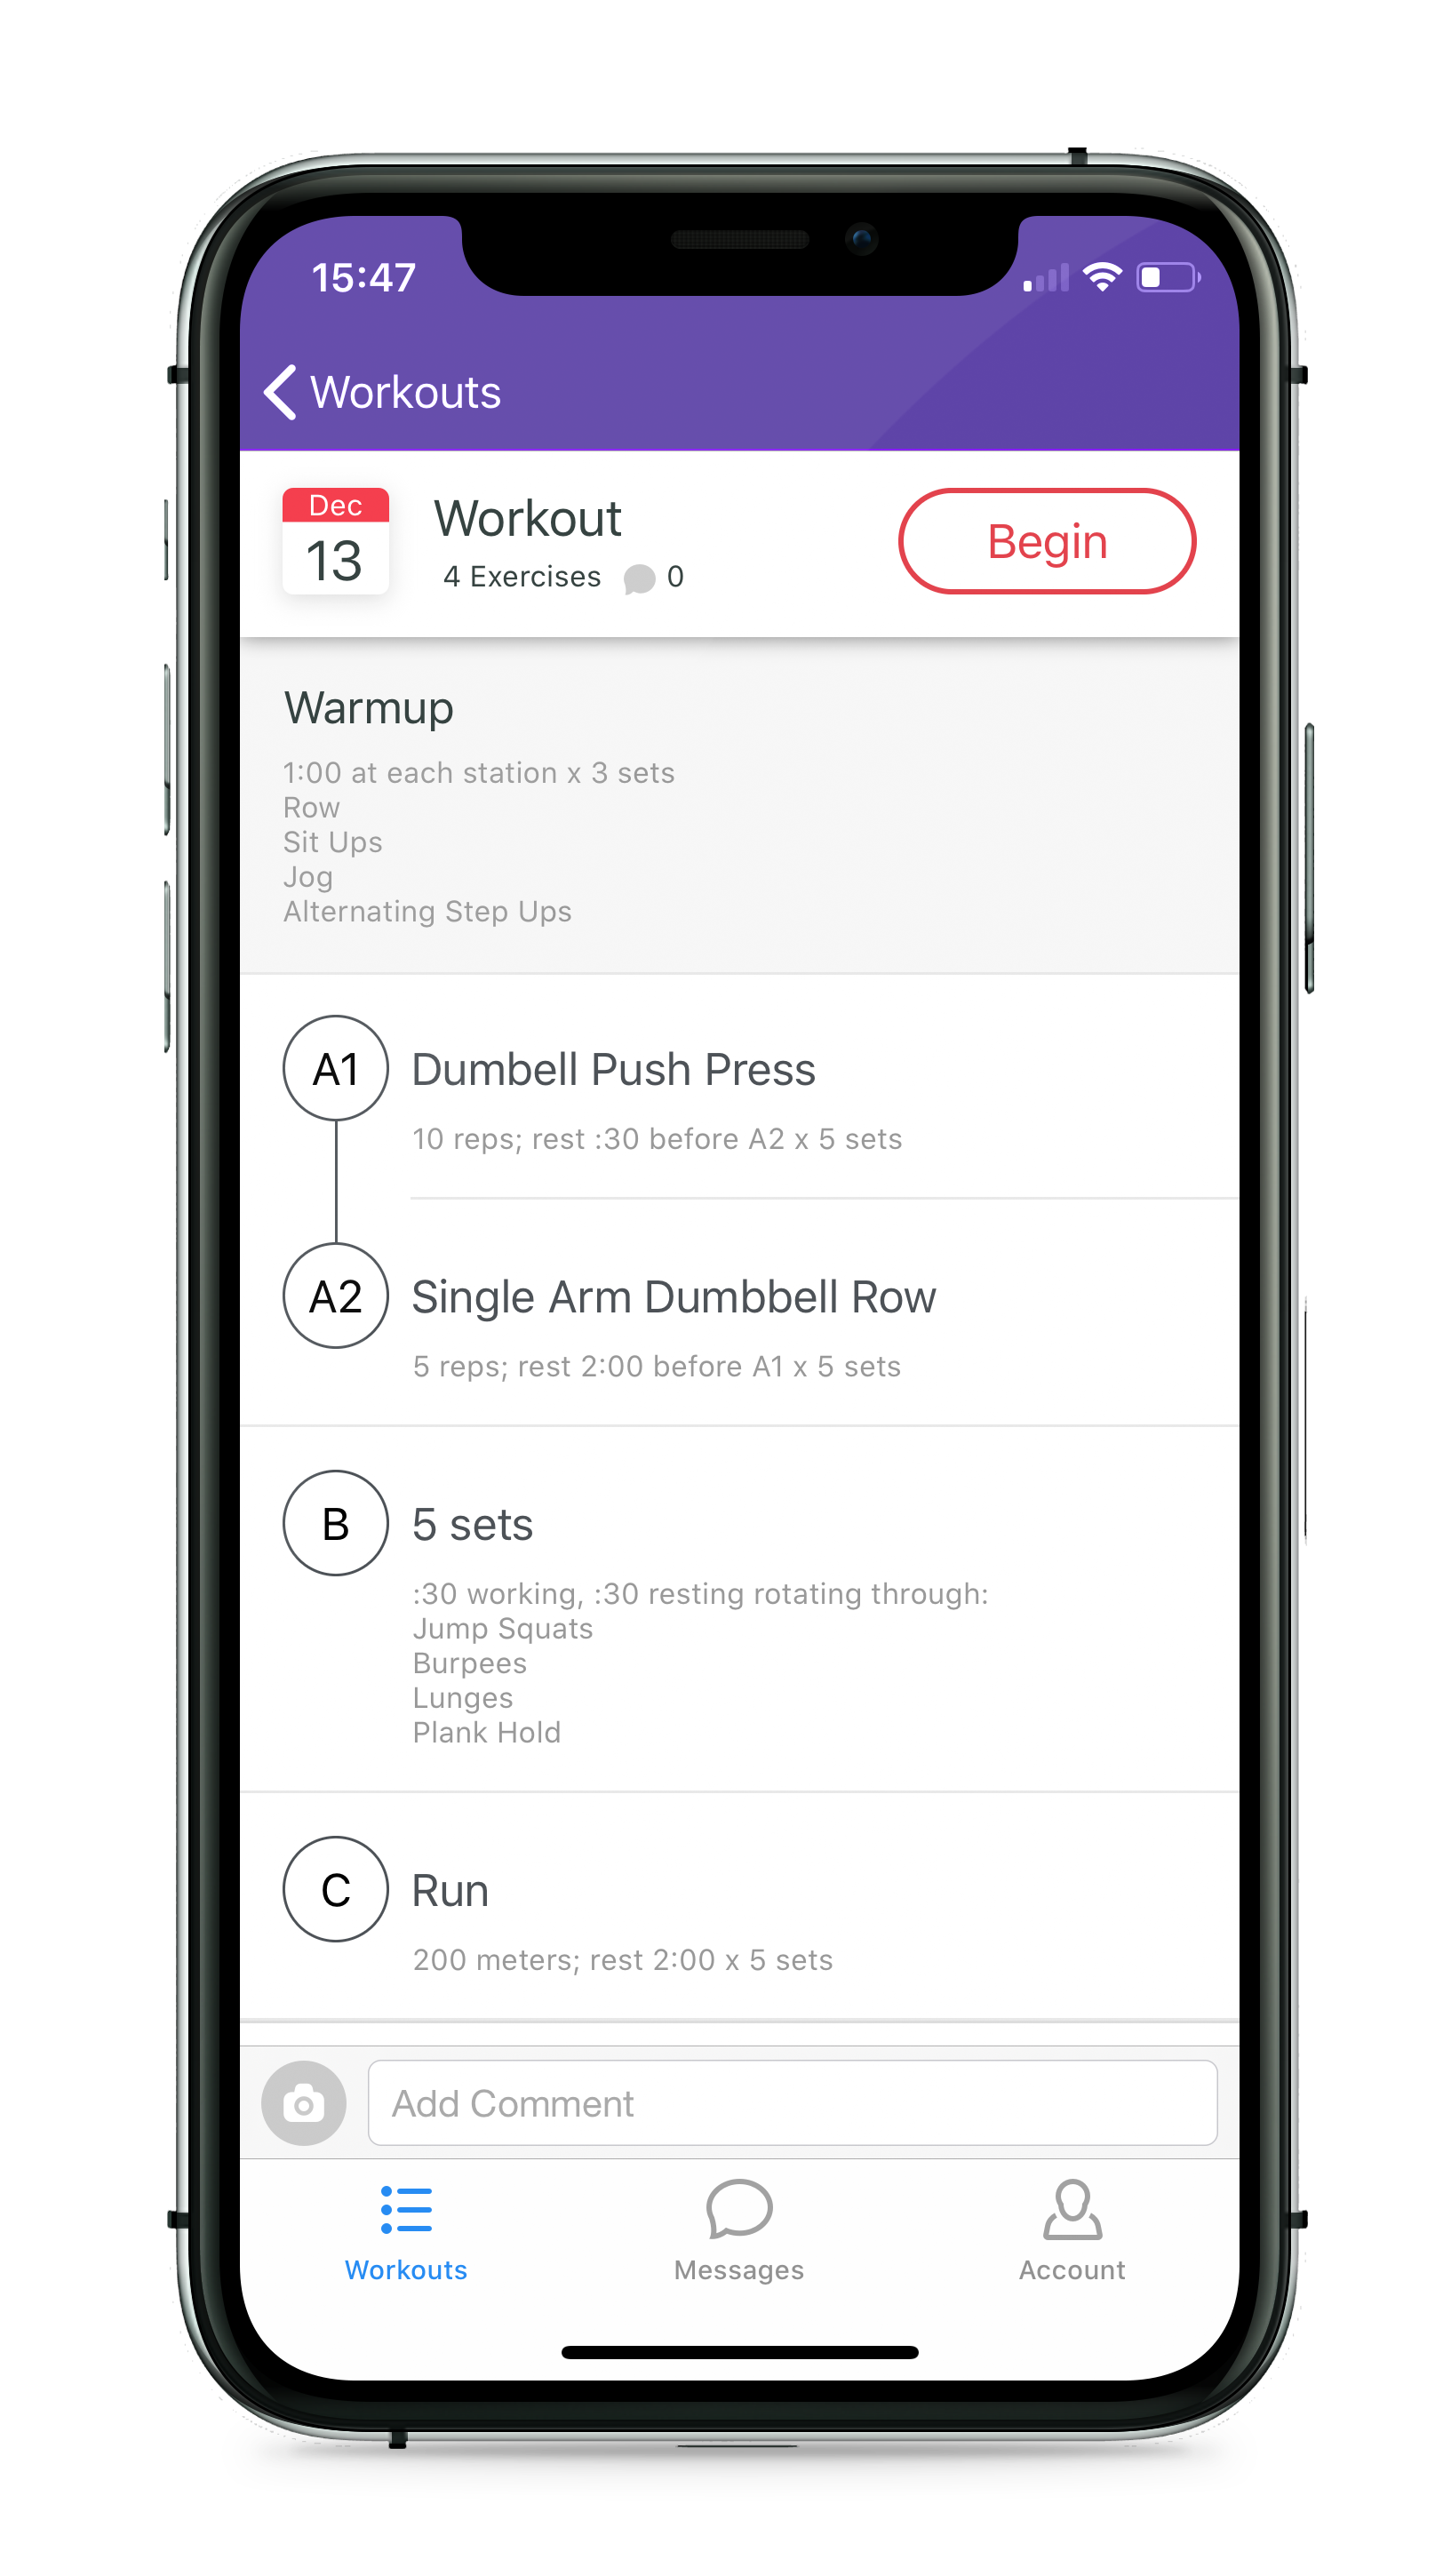 15:47
Workouts
Dec
13
Workout
4 Exercises 0
Begin
Warmup
1:00 at each station x 3 sets
Row
Sit Ups
Jog
Alternating Step Ups
A1 Dumbell Push Press
10 reps; rest :30 before A2 x 5 sets
A2 Single Arm Dumbbell Row
5 reps; rest 2:00 before A1 x 5 sets
B 5 sets
:30 working, :30 resting rotating through:
Jump Squats
Burpees
Lunges
Plank Hold
C Run
200 meters; rest 2:00 x 5 sets
Add Comment
Workouts Messages Account